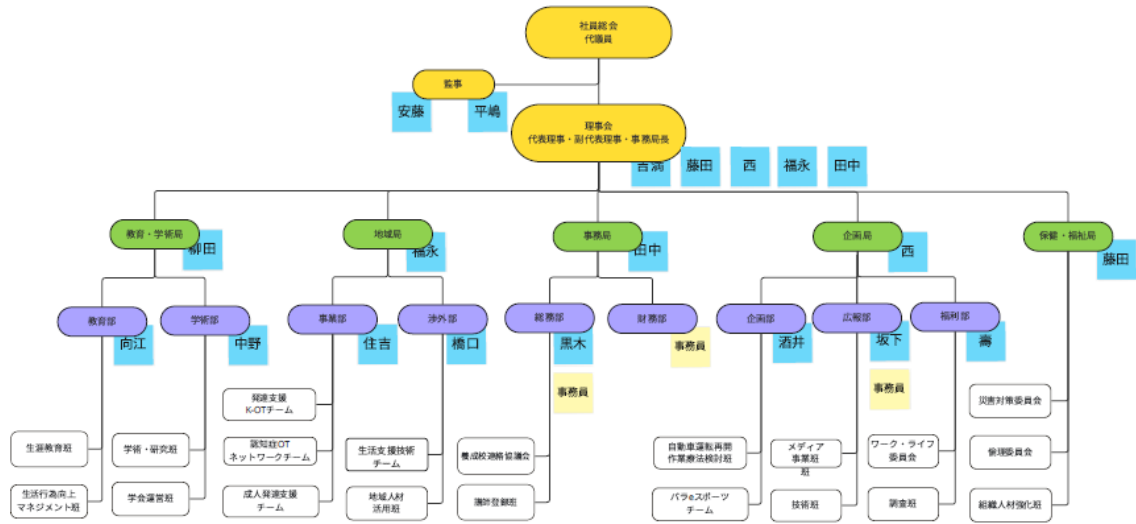 社員総会
代議員
監事
安藤
平嶋
理事会
代表理事・副代表理事・事務局長
吉満
藤田
西
福永
田中
教育・学術局
柳田
地域局
福永
事務局
田中
企画局
西
保健・福祉局
藤田
教育部
向江
学術部
中野
事業部
住吉
渉外部
橋口
総務部
黒木
事務員
財務部
事務員
企画部
酒井
広報部
坂下
事務員
福利部
壽
生涯教育班
生活行為向上
マネジメント班
学術・研究班
学会運営班
発達支援
K-OTチーム
認知症OT
ネットワークチーム
成人発達支援
チーム
生活支援技術
チーム
地域人材
活用班
養成校連絡協議会
講師登録班
自動車運転再開
作業療法検討班
パラeスポーツ
チーム
メディア
事業班
班
技術班
ワーク・ライフ
委員会
調査班
災害対策委員会
倫理委員会
組織人材強化班